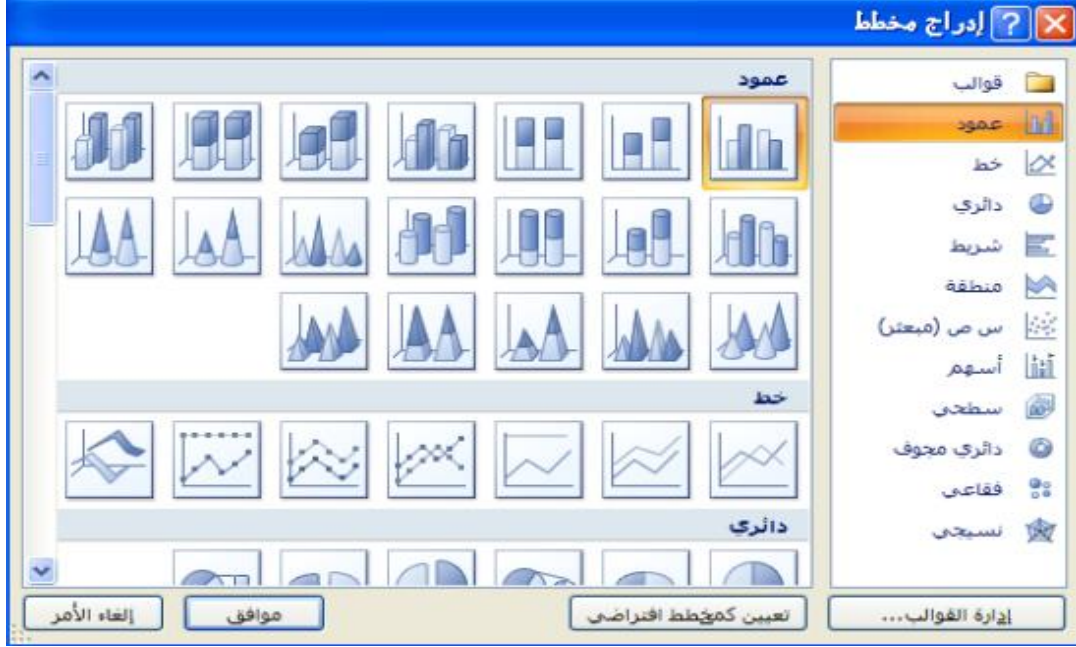 إدراج مخطط
قوالب
عمود
خط
دائري
شريط
منطقة
س ص (مبعثر)
أسهم
سطحي
دائري مجوف
فقاعي
نسيجي
عمود
خط
دائري
إدارة القوالب...
تعيين كمخطط افتراضي
موافق
إلغاء الأمر